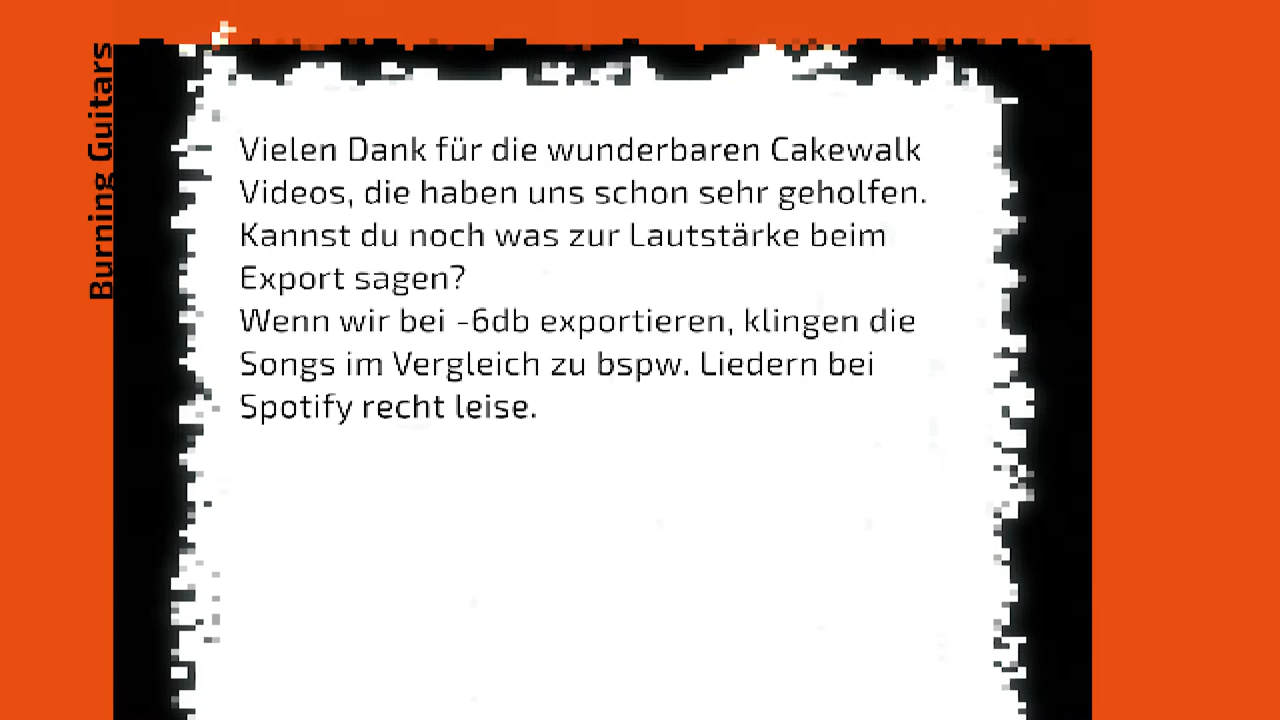 Burning Guitars
Vielen Dank für die wunderbaren Cakewalk
Videos, die haben uns schon sehr geholfen.
Kannst du noch was zur Lautstärke beim
Export sagen?
Wenn wir bei -6db exportieren, klingen die
Songs im Vergleich zu bspw. Liedern bei
Spotify recht leise.